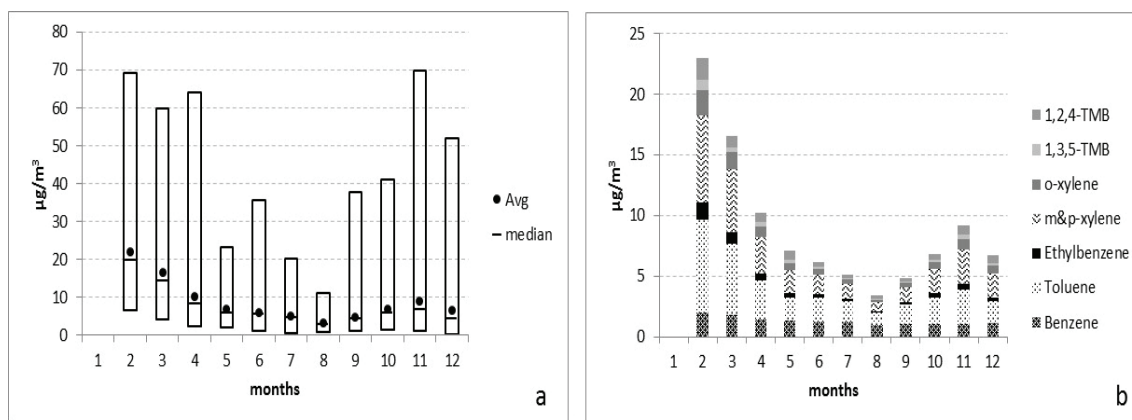 80
70
60
50
40
30
20
10
0
µg/m³
1 2 3 4 5 6 7 8 9 10 11 12
months
Avg
median
a
25
20
15
10
5
0
µg/m³
1 2 3 4 5 6 7 8 9 10 11 12
months
1,2,4-TMB
1,3,5-TMB
o-xylene
m&p-xylene
Ethylbenzene
Toluene
Benzene
b